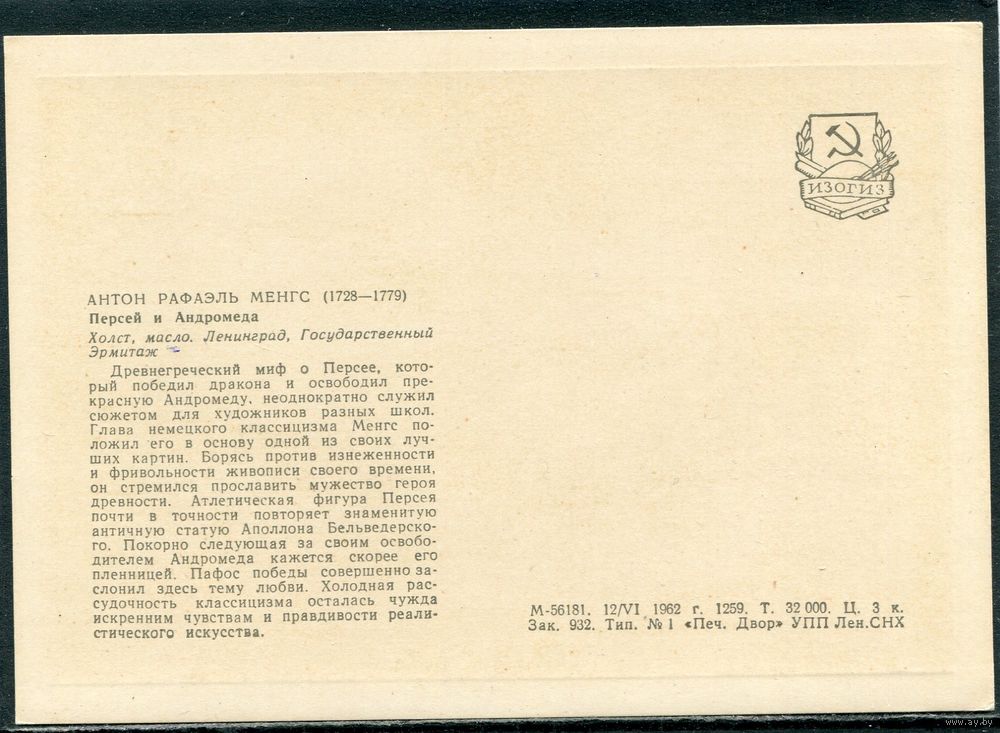 ИЗОГИЗ
АНТОН РАФАЭЛЬ МЕНГС (1728—1779)
Персей и Андромеда
Холст, масло. Ленинград, Государственный
Эрмитаж
Древнегреческий миф о Персее, кото-
рый победил дракона и освободил пре-
красную Андромеду, неоднократно служил
сюжетом для художников разных школ.
Глава немецкого классицизма Менгс по-
ложил его в основу одной из своих луч-
ших картин. Борясь против изнеженности
и фривольности живописи своего времени,
он стремился прославить мужество героя
древности. Атлетическая фигура Персея
почти в точности повторяет знаменитую
античную статую Аполлона Бельведерско-
го. Покорно следующая за своим освобо-
дителем Андромеда кажется скорее его
пленницей. Пафос победы совершенно за-
слонил здесь тему любви. Холодная рас-
судочность классицизма осталась чужда
искренним чувствам и правдивости реали-
стического искусства.
М-56181. 12/VI 1962 г. 1259. Т. 32 000. Ц. 3 к.
Зак. 932. Тип. № 1 «Печ. Двор» УПП Лен.СНХ
www.ay.by